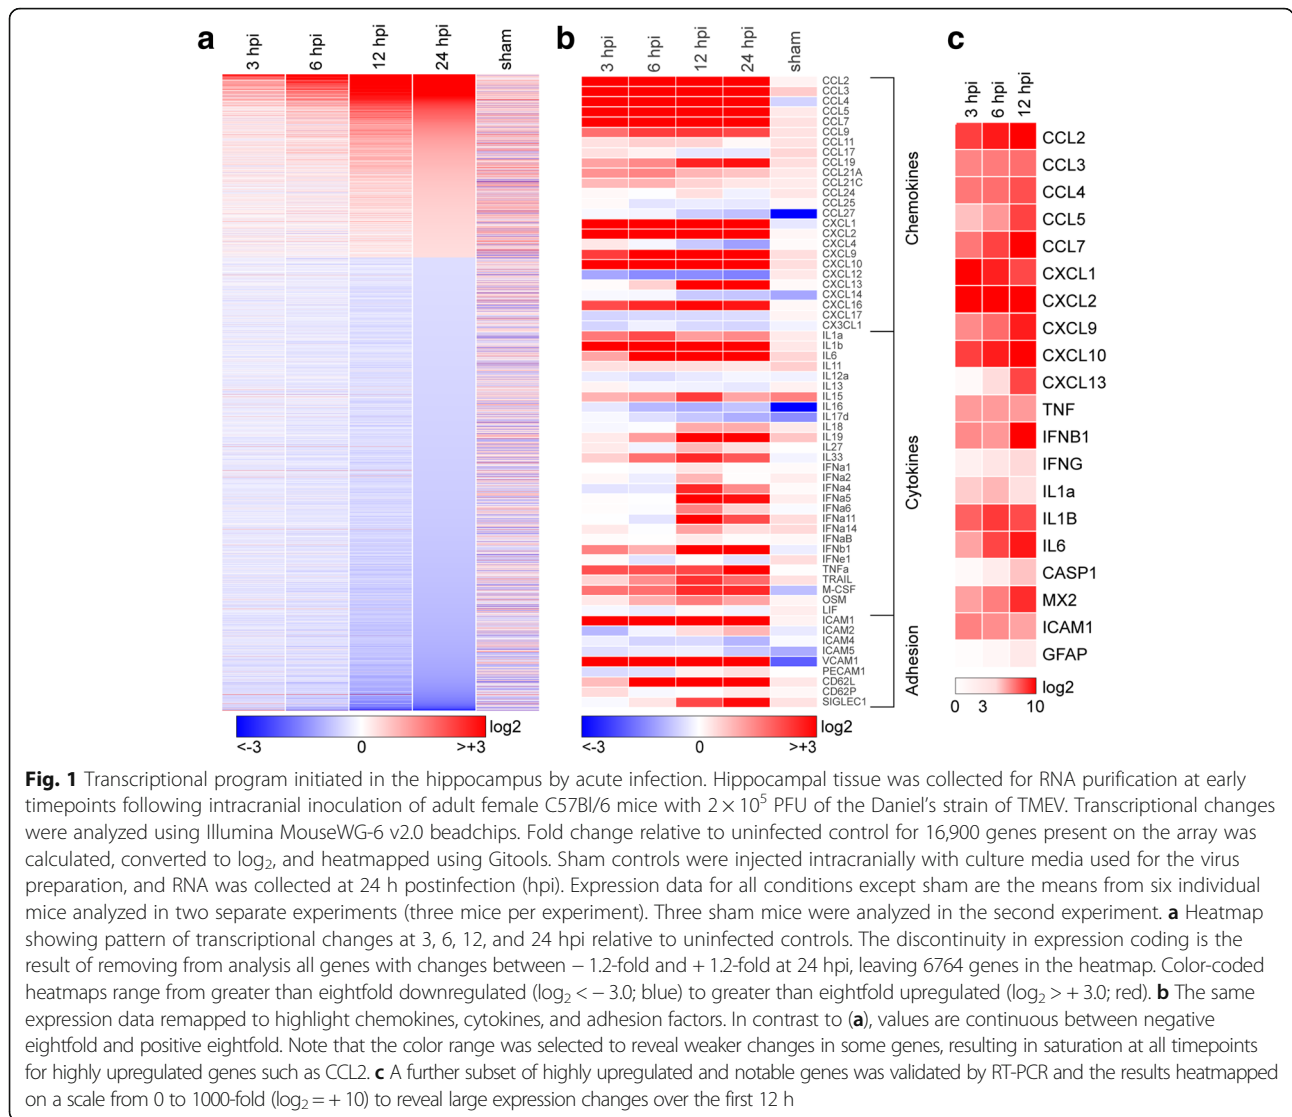 a
3 hpi
6 hpi
12 hpi
24 hpi
sham
log2
<-3
0
>+3
b
3 hpi
6 hpi
12 hpi
24 hpi
sham
CCL2
CCL3
CCL4
CCL5
CCL7
CCL9
CCL11
CCL17
CCL19
CCL21A
CCL21C
CCL24
CCL25
CCL27
CXCL1
CXCL2
CXCL4
CXCL9
CXCL10
CXCL12
CXCL13
CXCL14
CXCL16
CXCL17
CX3CL1
IL1a
IL1b
IL6
IL11
IL12a
IL13
IL15
IL16
IL17d
IL18
IL19
IL27
IL33
IFNa1
IFNa2
IFNa4
IFNa5
IFNa6
IFNa11
IFNa14
IFNaB
IFNb1
IFNe1
TNFa
TRAIL
M-CSF
OSM
LIF
ICAM1
ICAM2
ICAM4
ICAM5
VCAM1
PECAM1
CD62L
CD62P
SIGLEC1
Chemokines
Cytokines
Adhesion
log2
<-3
0
>+3
c
3 hpi
6 hpi
12 hpi
CCL2
CCL3
CCL4
CCL5
CCL7
CXCL1
CXCL2
CXCL9
CXCL10
CXCL13
TNF
IFNB1
IFNG
IL1a
IL1B
IL6
CASP1
MX2
ICAM1
GFAP
log2
0 3 10
Fig. 1 Transcriptional program initiated in the hippocampus by acute infection. Hippocampal tissue was collected for RNA purification at early
timepoints following intracranial inoculation of adult female C57Bl/6 mice with 2 × 10⁵ PFU of the Daniel's strain of TMEV. Transcriptional changes
were analyzed using Illumina MouseWG-6 v2.0 beadchips. Fold change relative to uninfected control for 16,900 genes present on the array was
calculated, converted to log₂, and heatmapped using Gitools. Sham controls were injected intracranially with culture media used for the virus
preparation, and RNA was collected at 24 h postinfection (hpi). Expression data for all conditions except sham are the means from six individual
mice analyzed in two separate experiments (three mice per experiment). Three sham mice were analyzed in the second experiment. a Heatmap
showing pattern of transcriptional changes at 3, 6, 12, and 24 hpi relative to uninfected controls. The discontinuity in expression coding is the
result of removing from analysis all genes with changes between − 1.2-fold and + 1.2-fold at 24 hpi, leaving 6764 genes in the heatmap. Color-coded
heatmaps range from greater than eightfold downregulated (log₂ < − 3.0; blue) to greater than eightfold upregulated (log₂ > + 3.0; red). b The same
expression data remapped to highlight chemokines, cytokines, and adhesion factors. In contrast to (a), values are continuous between negative
eightfold and positive eightfold. Note that the color range was selected to reveal weaker changes in some genes, resulting in saturation at all timepoints
for highly upregulated genes such as CCL2. c A further subset of highly upregulated and notable genes was validated by RT-PCR and the results heatmapped
on a scale from 0 to 1000-fold (log₂ = + 10) to reveal large expression changes over the first 12 h